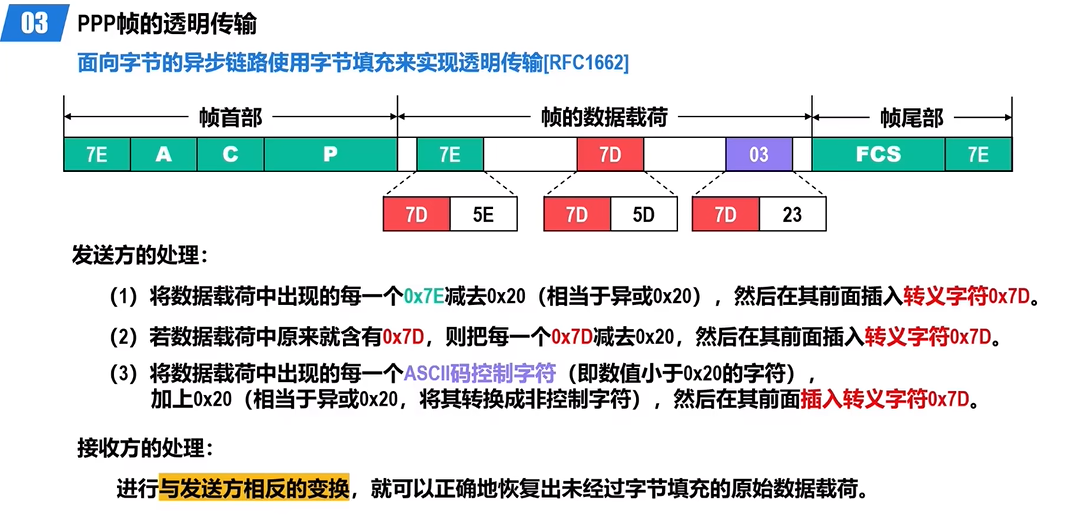 03 PPP帧的透明传输
面向字节的异步链路使用字节填充来实现透明传输[RFC1662]
帧首部 帧的数据载荷 帧尾部
7E A C P 7E 7D 03 FCS 7E
7D 5E 7D 5D 7D 23
发送方的处理：
（1）将数据载荷中出现的每一个0x7E减去0x20（相当于异或0x20），然后在其前面插入转义字符0x7D。
（2）若数据载荷中原来就含有0x7D，则把每一个0x7D减去0x20，然后在其前面插入转义字符0x7D。
（3）将数据载荷中出现的每一个ASCII码控制字符（即数值小于0x20的字符），
加上0x20（相当于异或0x20，将其转换成非控制字符），然后在其前面插入转义字符0x7D。
接收方的处理：
进行与发送方相反的变换，就可以正确地恢复出未经过字节填充的原始数据载荷。